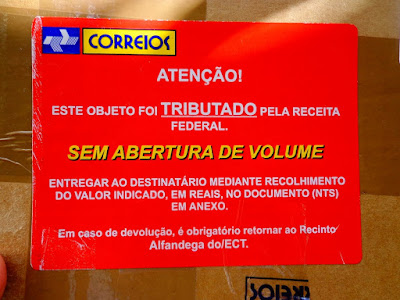 CORREIOS
ATENÇÃO!
ESTE OBJETO FOI TRIBUTADO PELA RECEITA
FEDERAL.
SEM ABERTURA DE VOLUME
ENTREGAR AO DESTINATÁRIO MEDIANTE RECOLHIMENTO
DO VALOR INDICADO, EM REAIS, NO DOCUMENTO (NTS)
EM ANEXO.
Em caso de devolução, é obrigatório retornar ao Recinto
Alfandega do/ECT.
CORREIOS